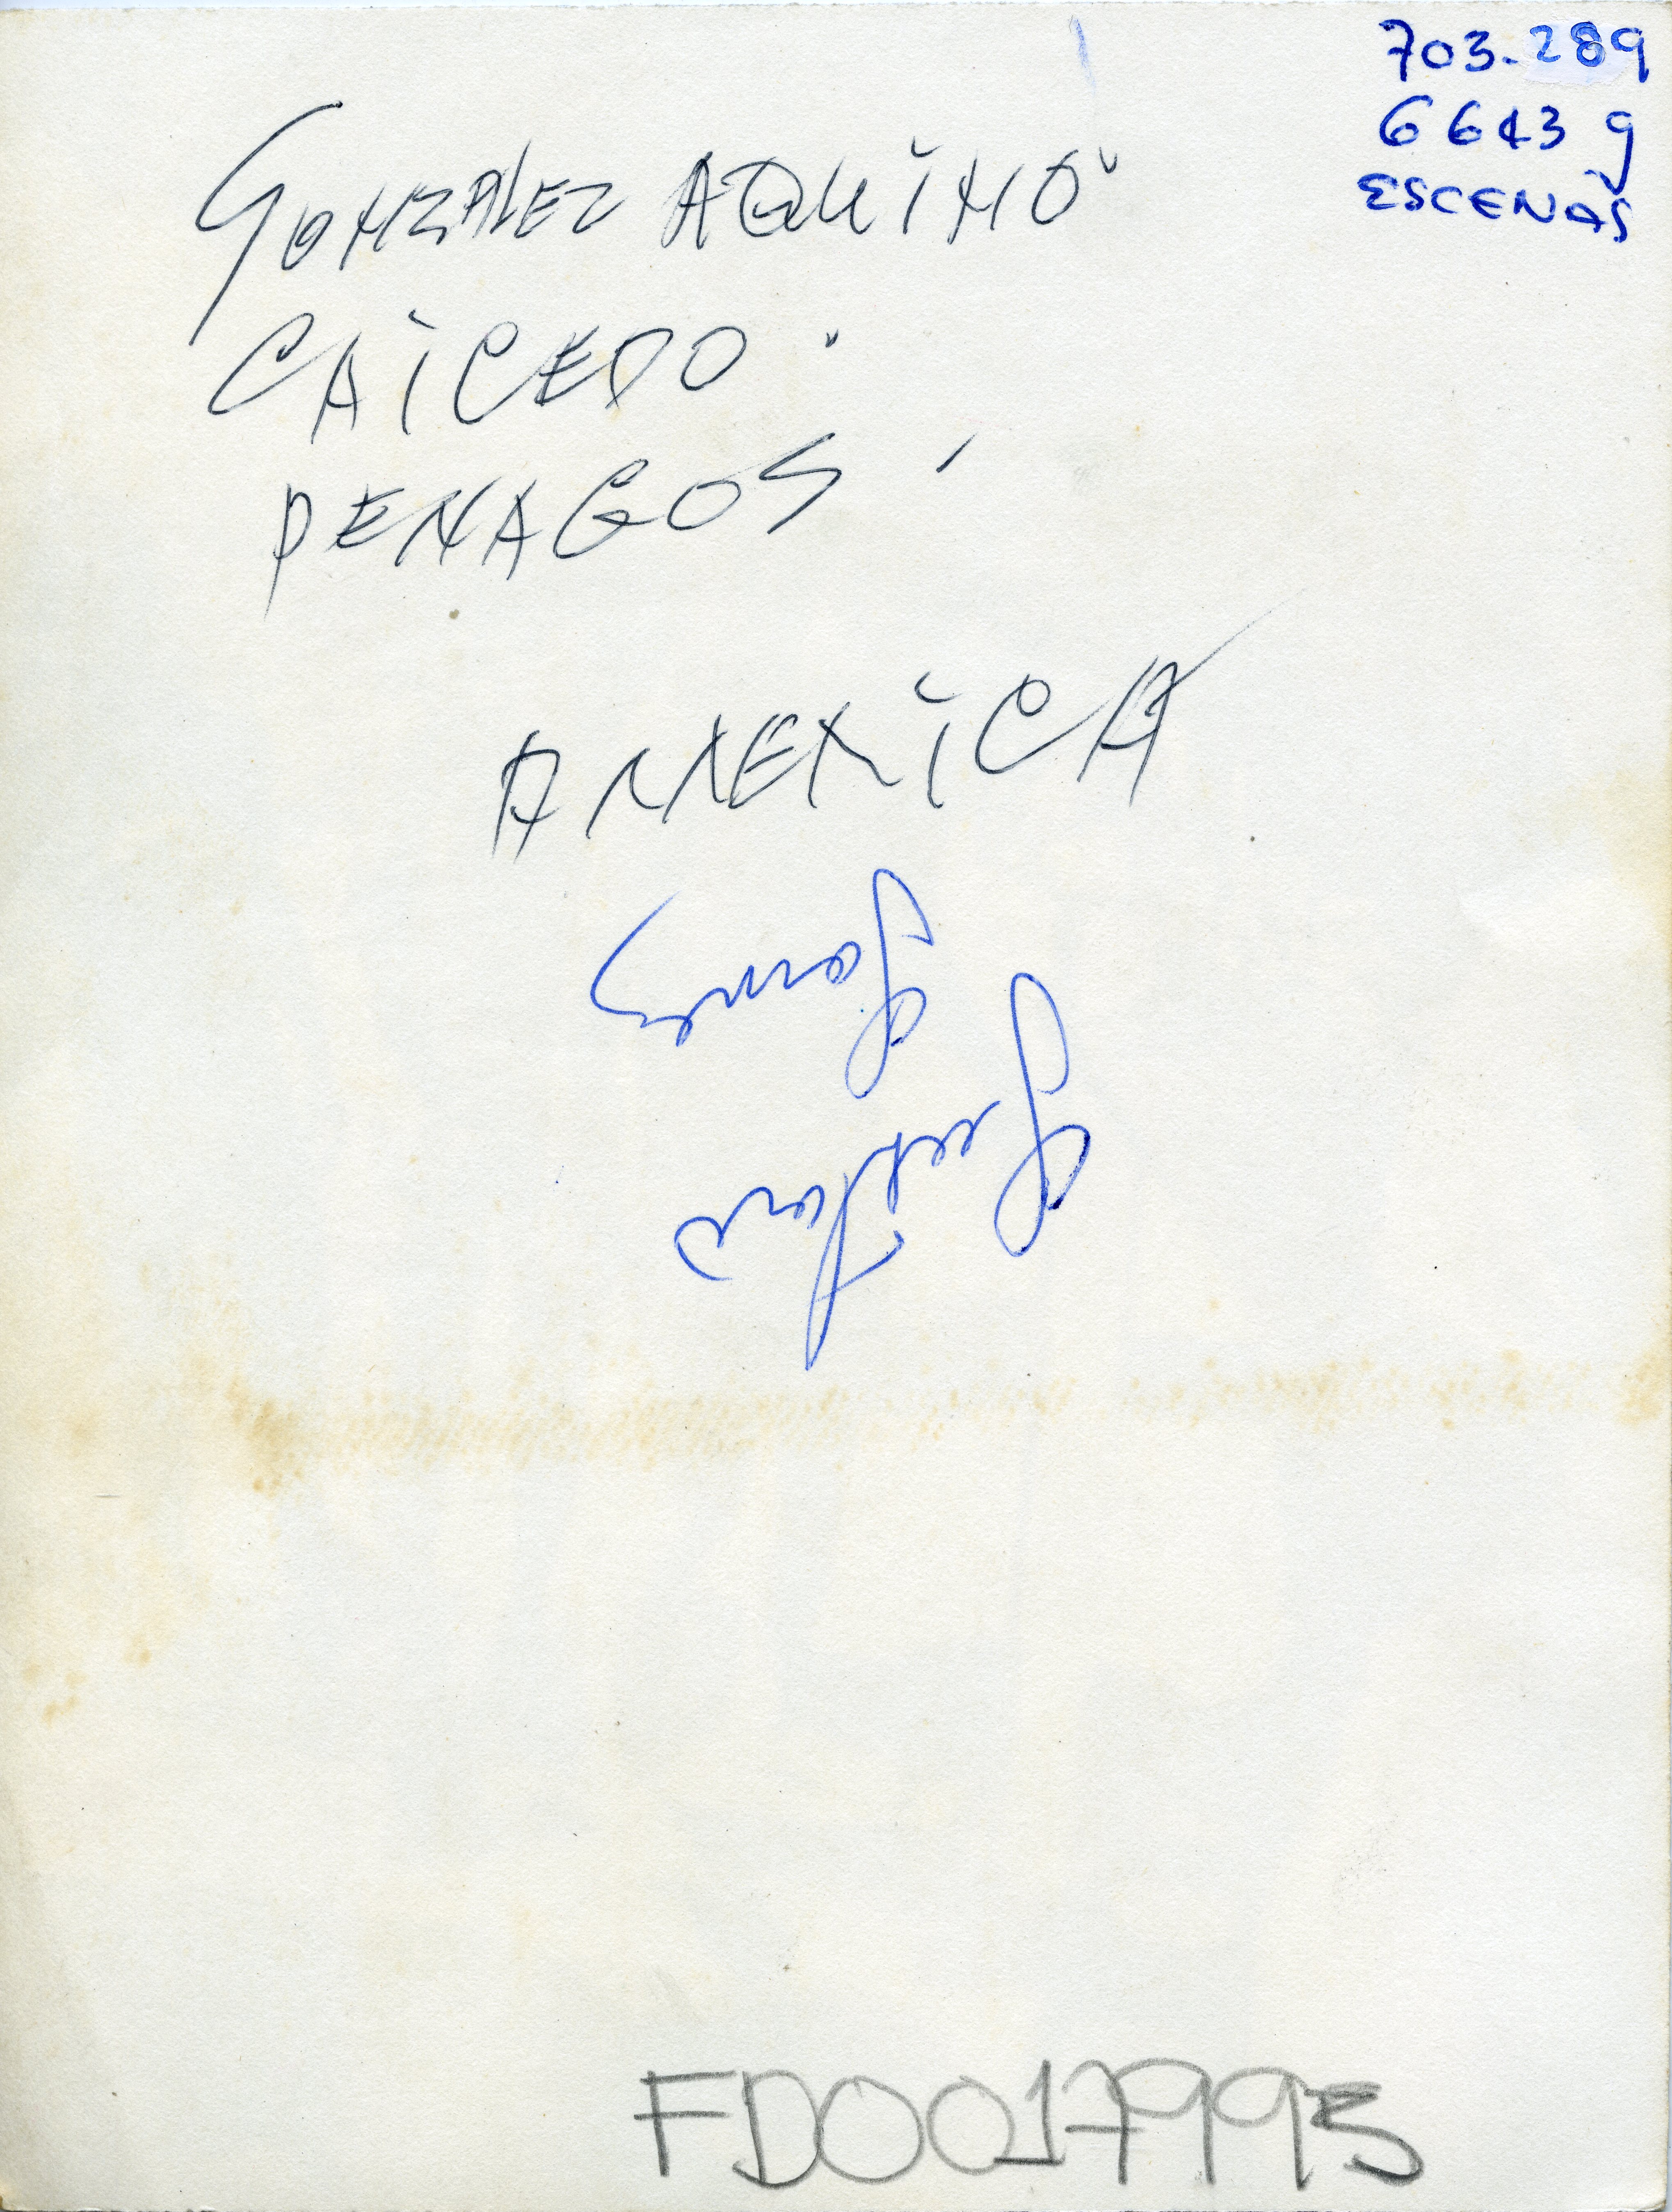 703-289
6643 g
ESCENAS
GONZALEZ AQUINO
CAICEDO
PENAGOS
AMERICA
FD0017993